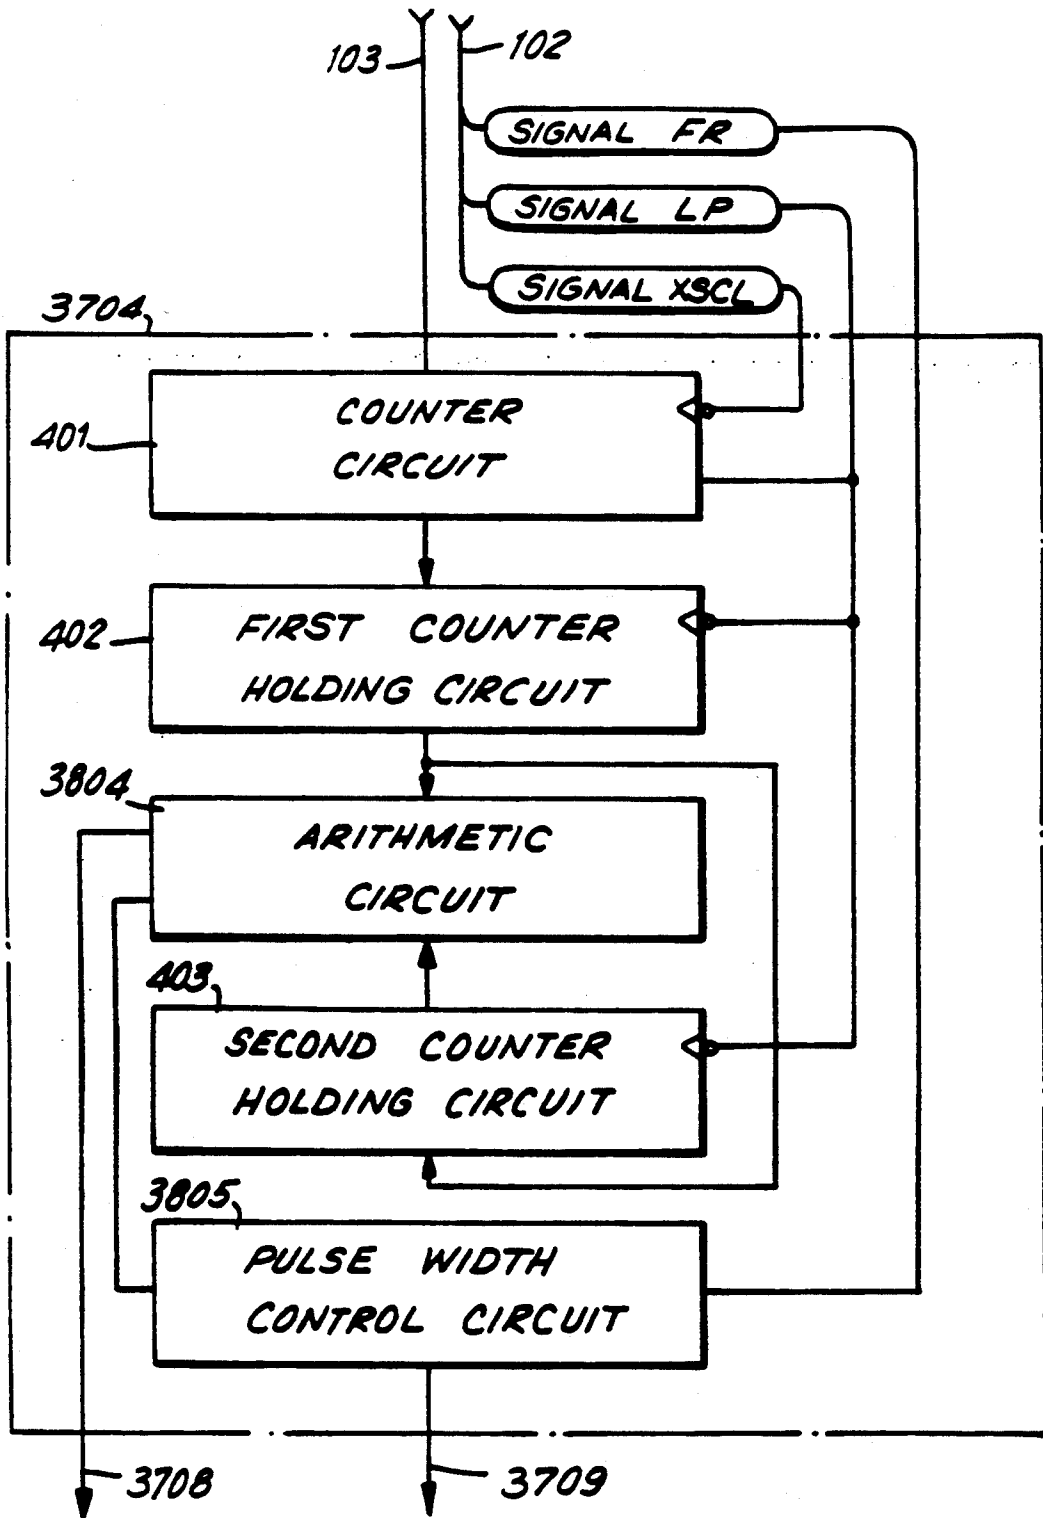 103
102
SIGNAL FR
SIGNAL LP
SIGNAL XSCL
3704
COUNTER
CIRCUIT
401
FIRST COUNTER
HOLDING CIRCUIT
402
3804
ARITHMETIC
CIRCUIT
403
SECOND COUNTER
HOLDING CIRCUIT
3805
PULSE WIDTH
CONTROL CIRCUIT
3708
3709